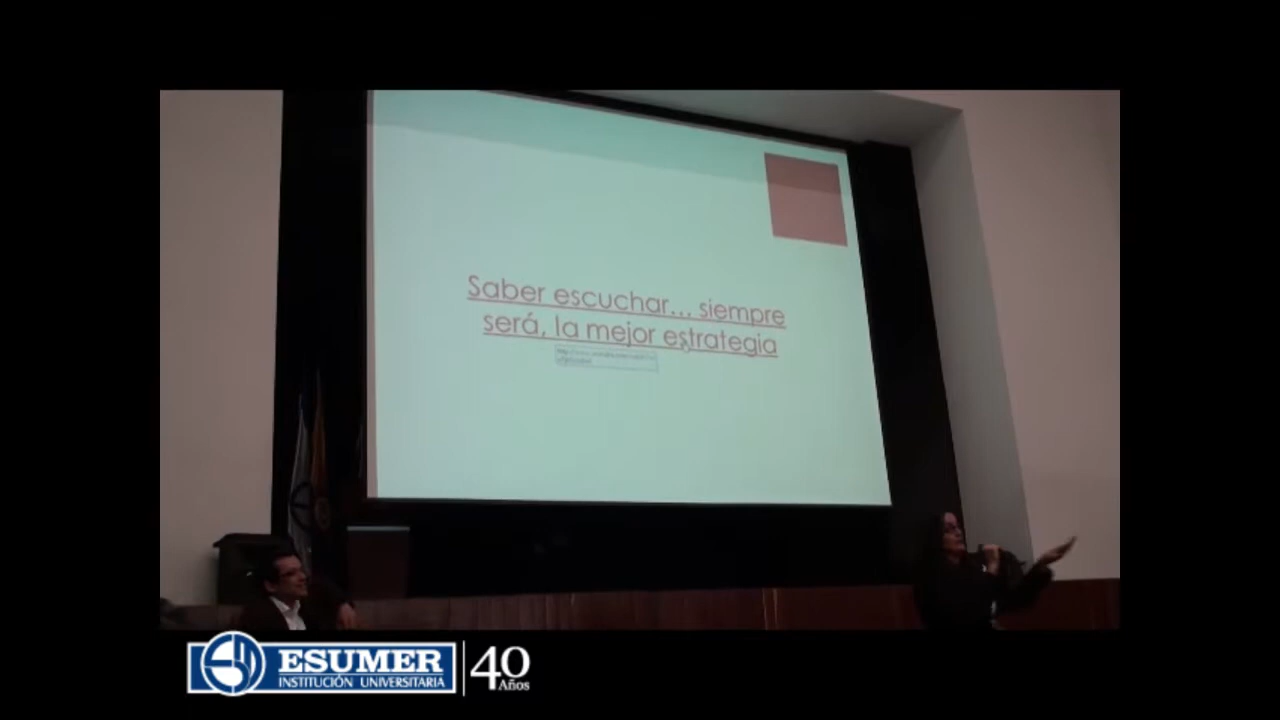 Saber escuchar... siempre
será, la mejor estrategia
ESUMER
INSTITUCIÓN UNIVERSITARIA
40
Años